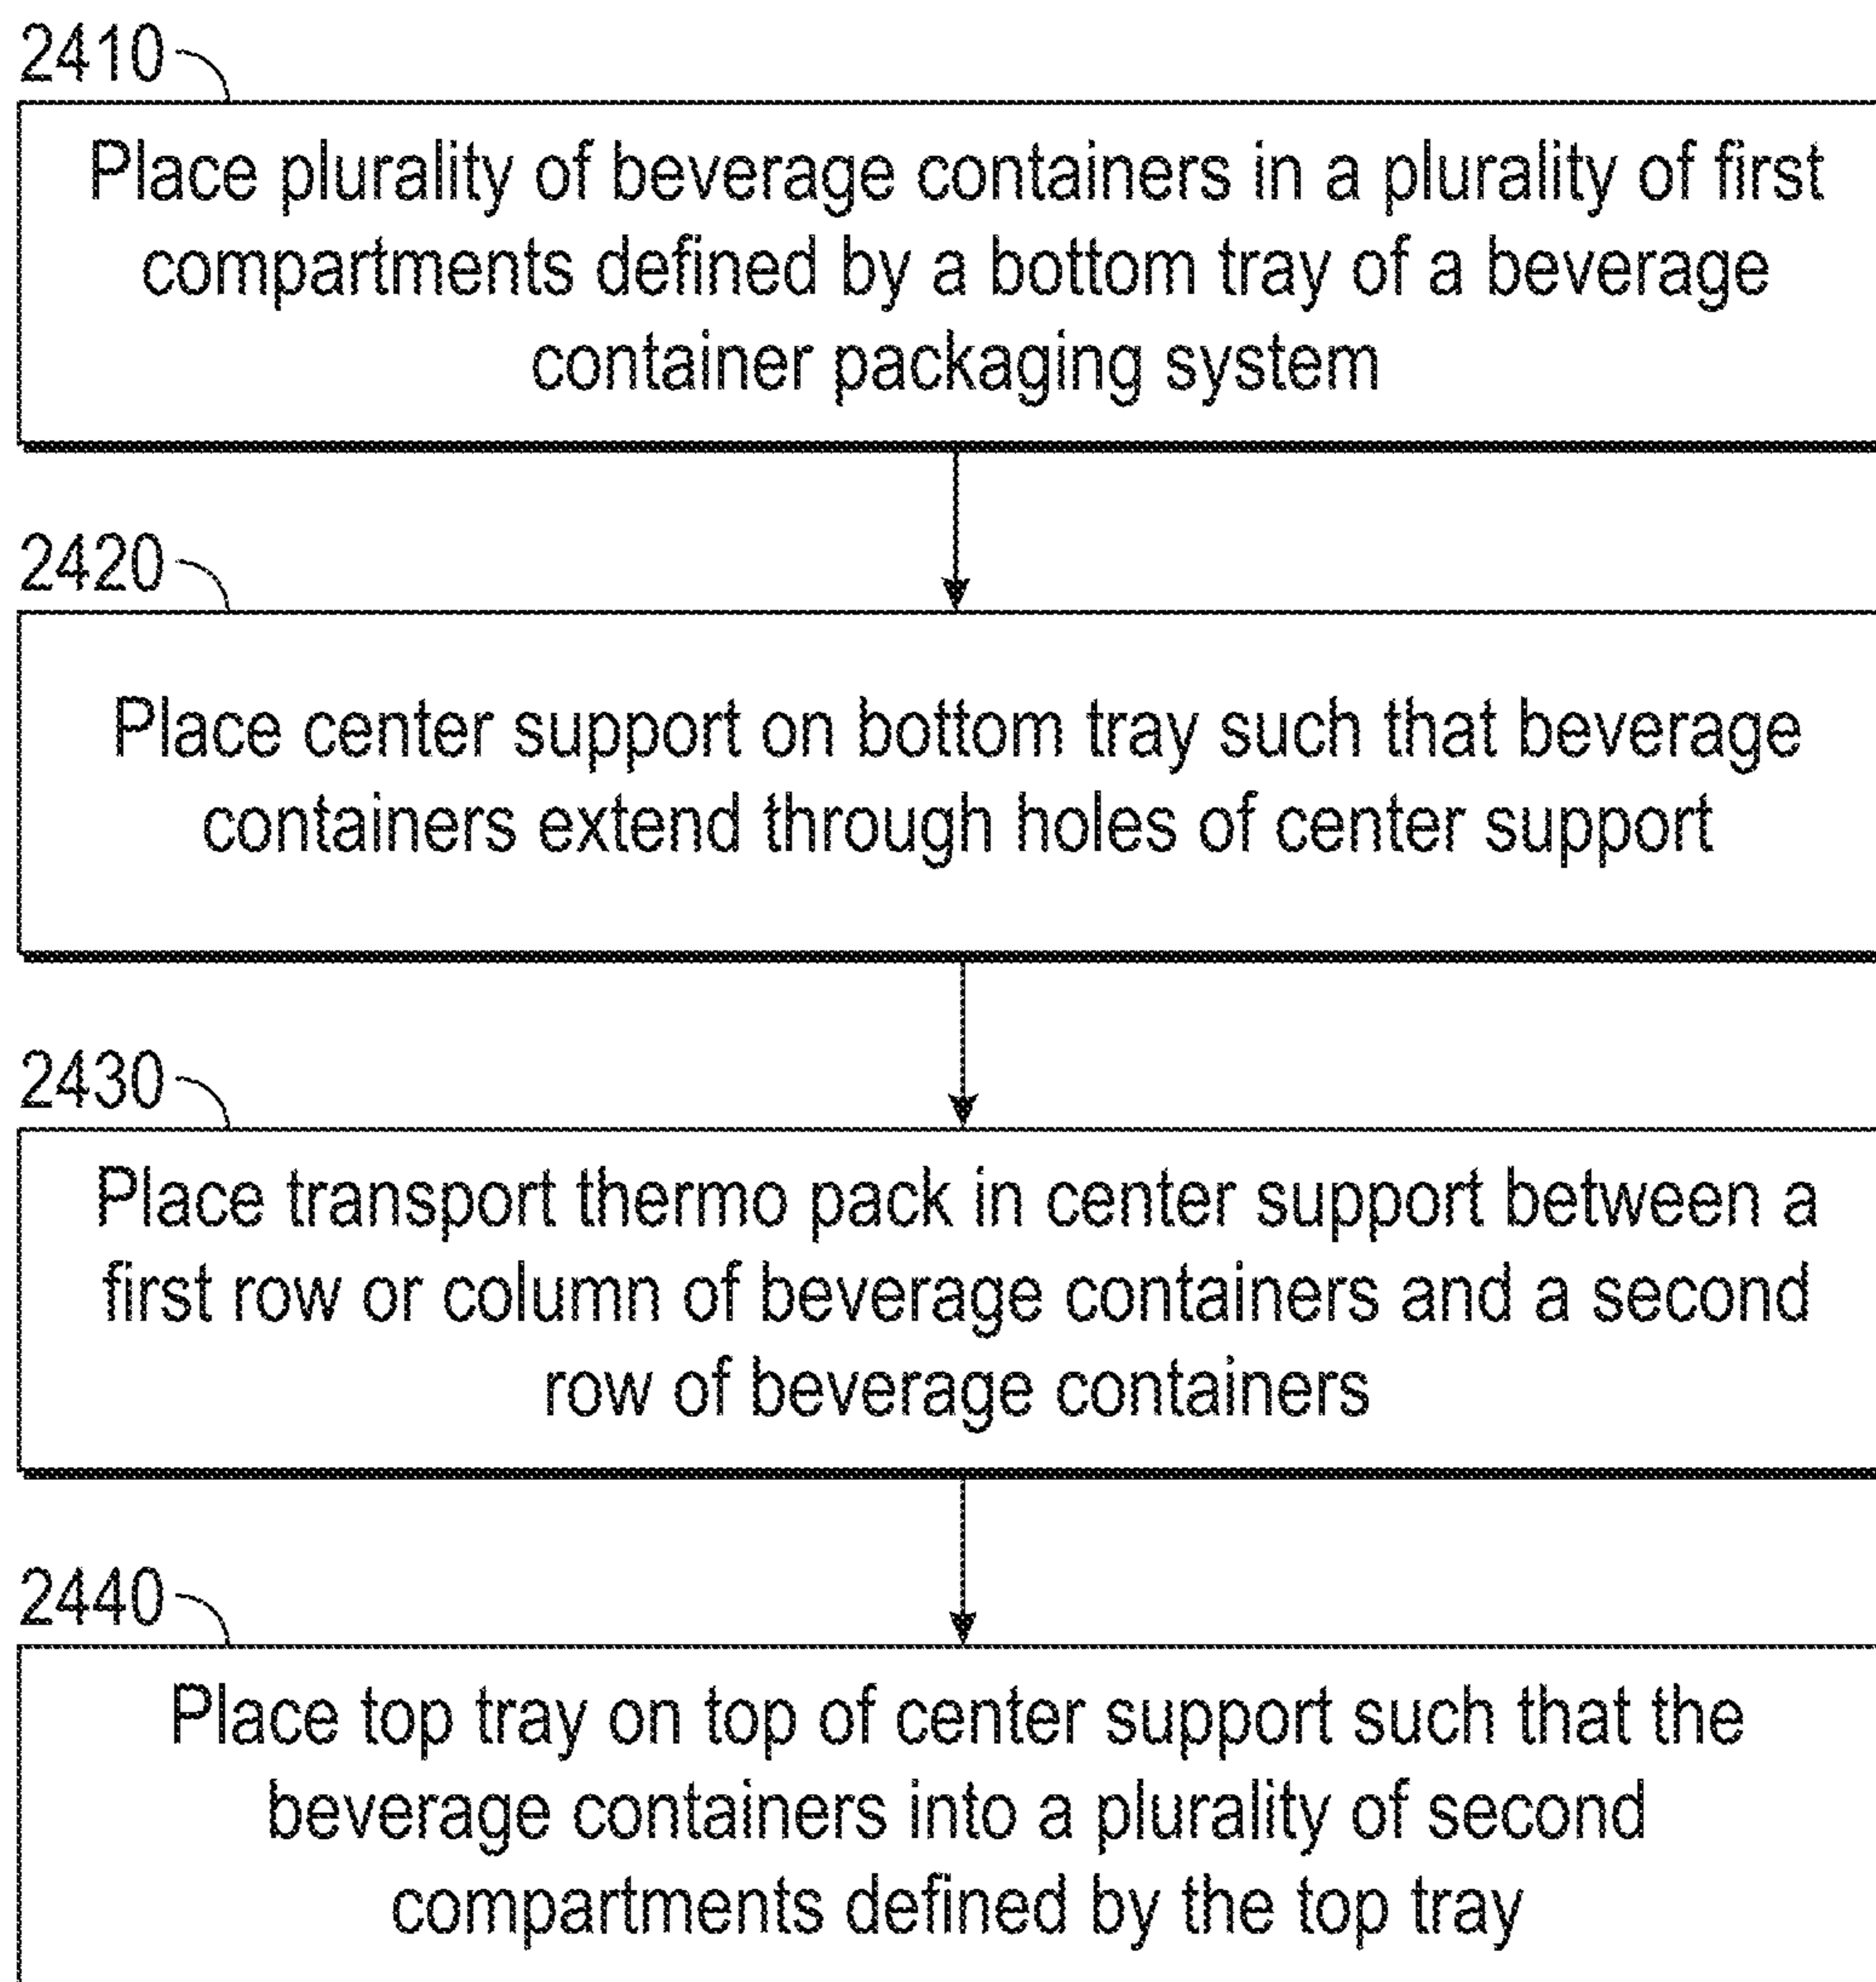 2410
Place plurality of beverage containers in a plurality of first
compartments defined by a bottom tray of a beverage
container packaging system
2420
Place center support on bottom tray such that beverage
containers extend through holes of center support
2430
Place transport thermo pack in center support between a
first row or column of beverage containers and a second
row of beverage containers
2440
Place top tray on top of center support such that the
beverage containers into a plurality of second
compartments defined by the top tray